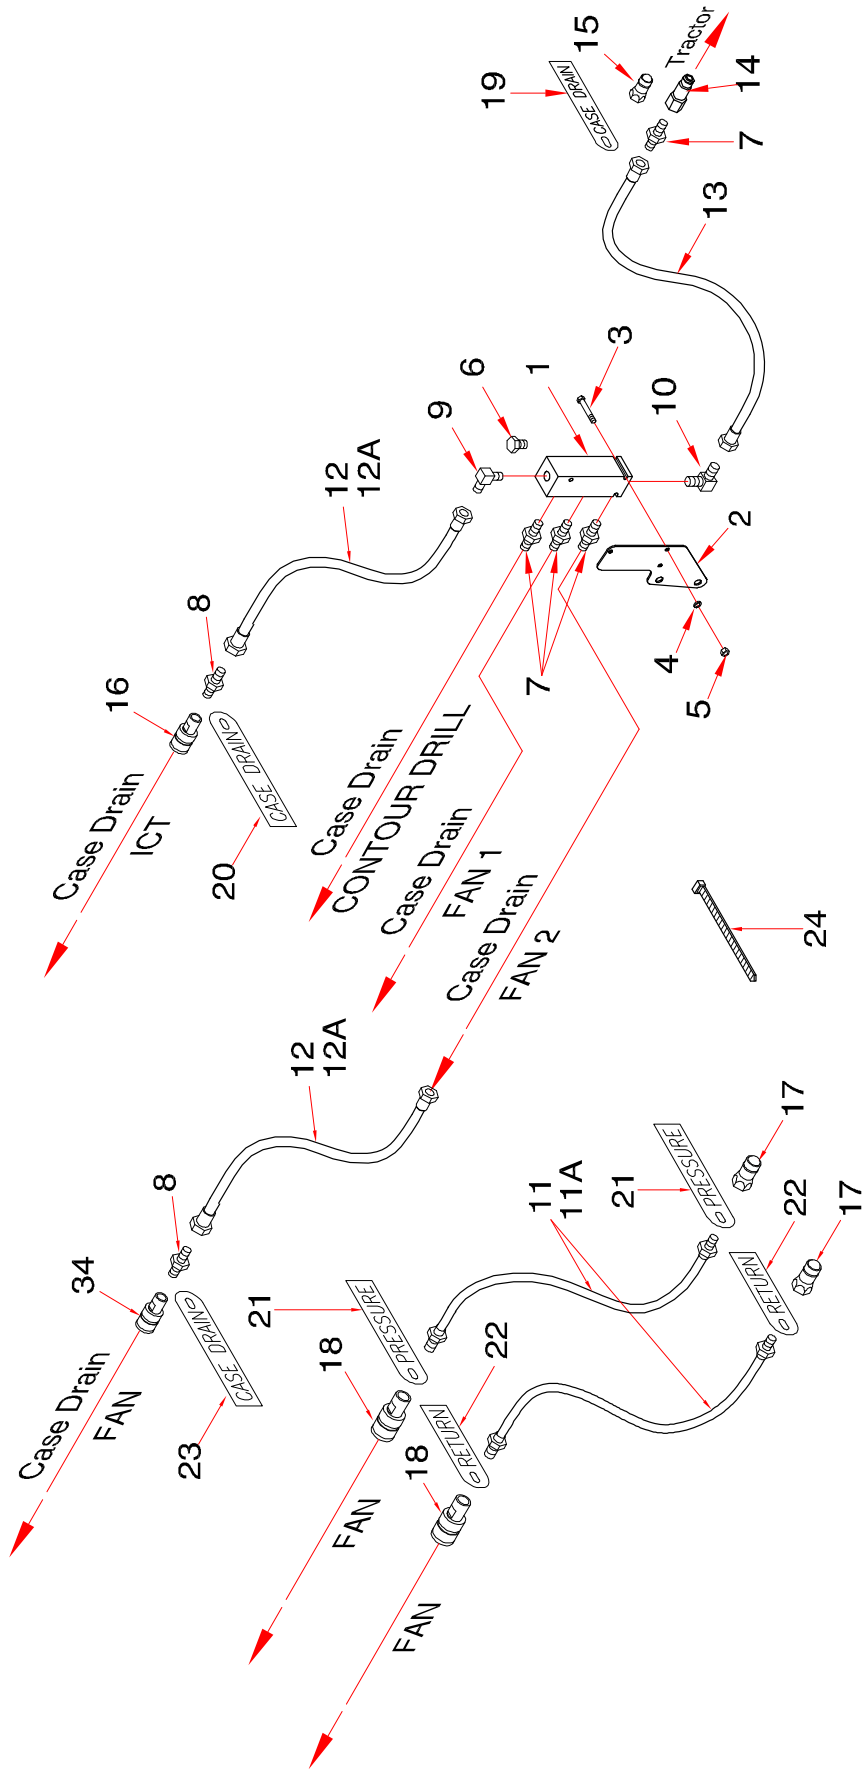 15
Tractor
19
CASE DRAIN
14
7
13
3
1
6
9
10
12
12A
2
8
4
5
7
16
CASE DRAIN
20
Case Drain
ICT
Case Drain
CONTOUR DRILL
Case Drain
FAN 1
Case Drain
FAN 2
24
12
12A
8
34
CASE DRAIN
23
Case Drain
FAN
17
PRESSURE
21
11
11A
22
RETURN
17
21
PRESSURE
18
22
RETURN
18
FAN
FAN